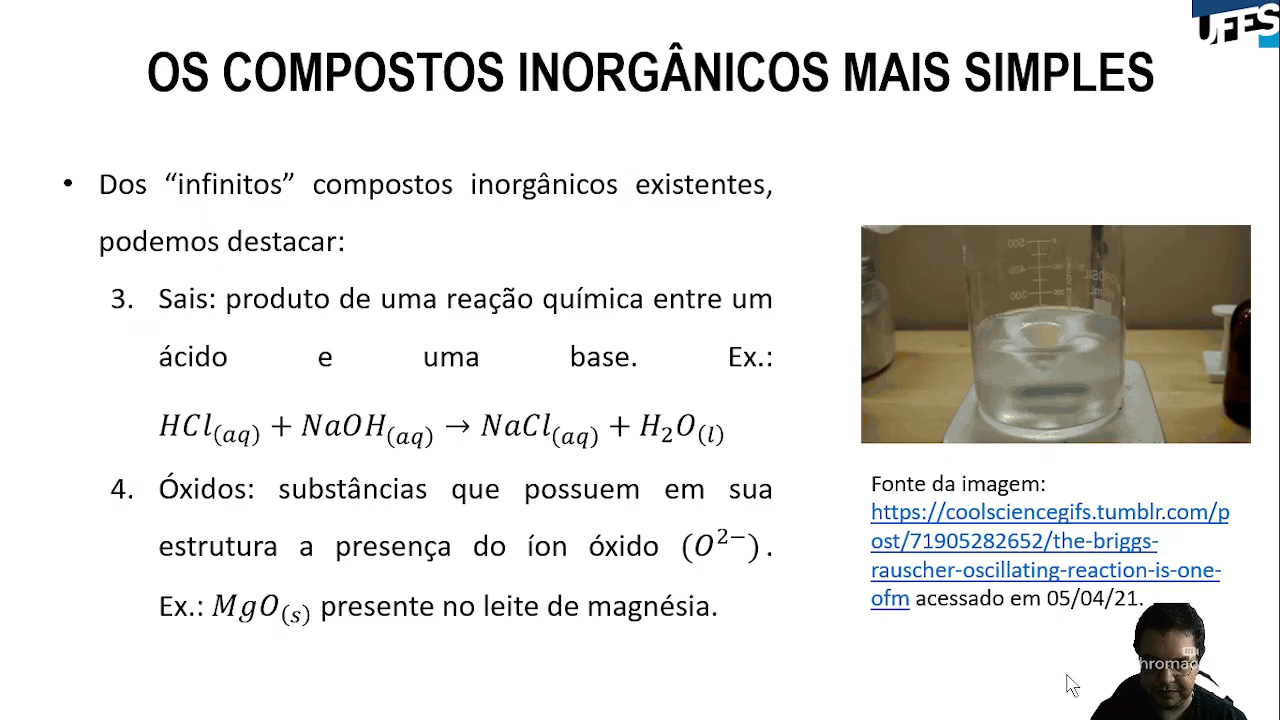 UFES
OS COMPOSTOS INORGÂNICOS MAIS SIMPLES
• Dos “infinitos” compostos inorgânicos existentes,
podemos destacar:
3. Sais: produto de uma reação química entre um
ácido e uma base. Ex.:
HCl(aq) + NaOH(aq) → NaCl(aq) + H₂O(l)
4. Óxidos: substâncias que possuem em sua
estrutura a presença do íon óxido (O²⁻).
Ex.: MgO(s) presente no leite de magnésia.
500
400
300
Fonte da imagem:
https://coolsciencegifs.tumblr.com/p
ost/71905282652/the-briggs-
rauscher-oscillating-reaction-is-one-
ofm acessado em 05/04/21.